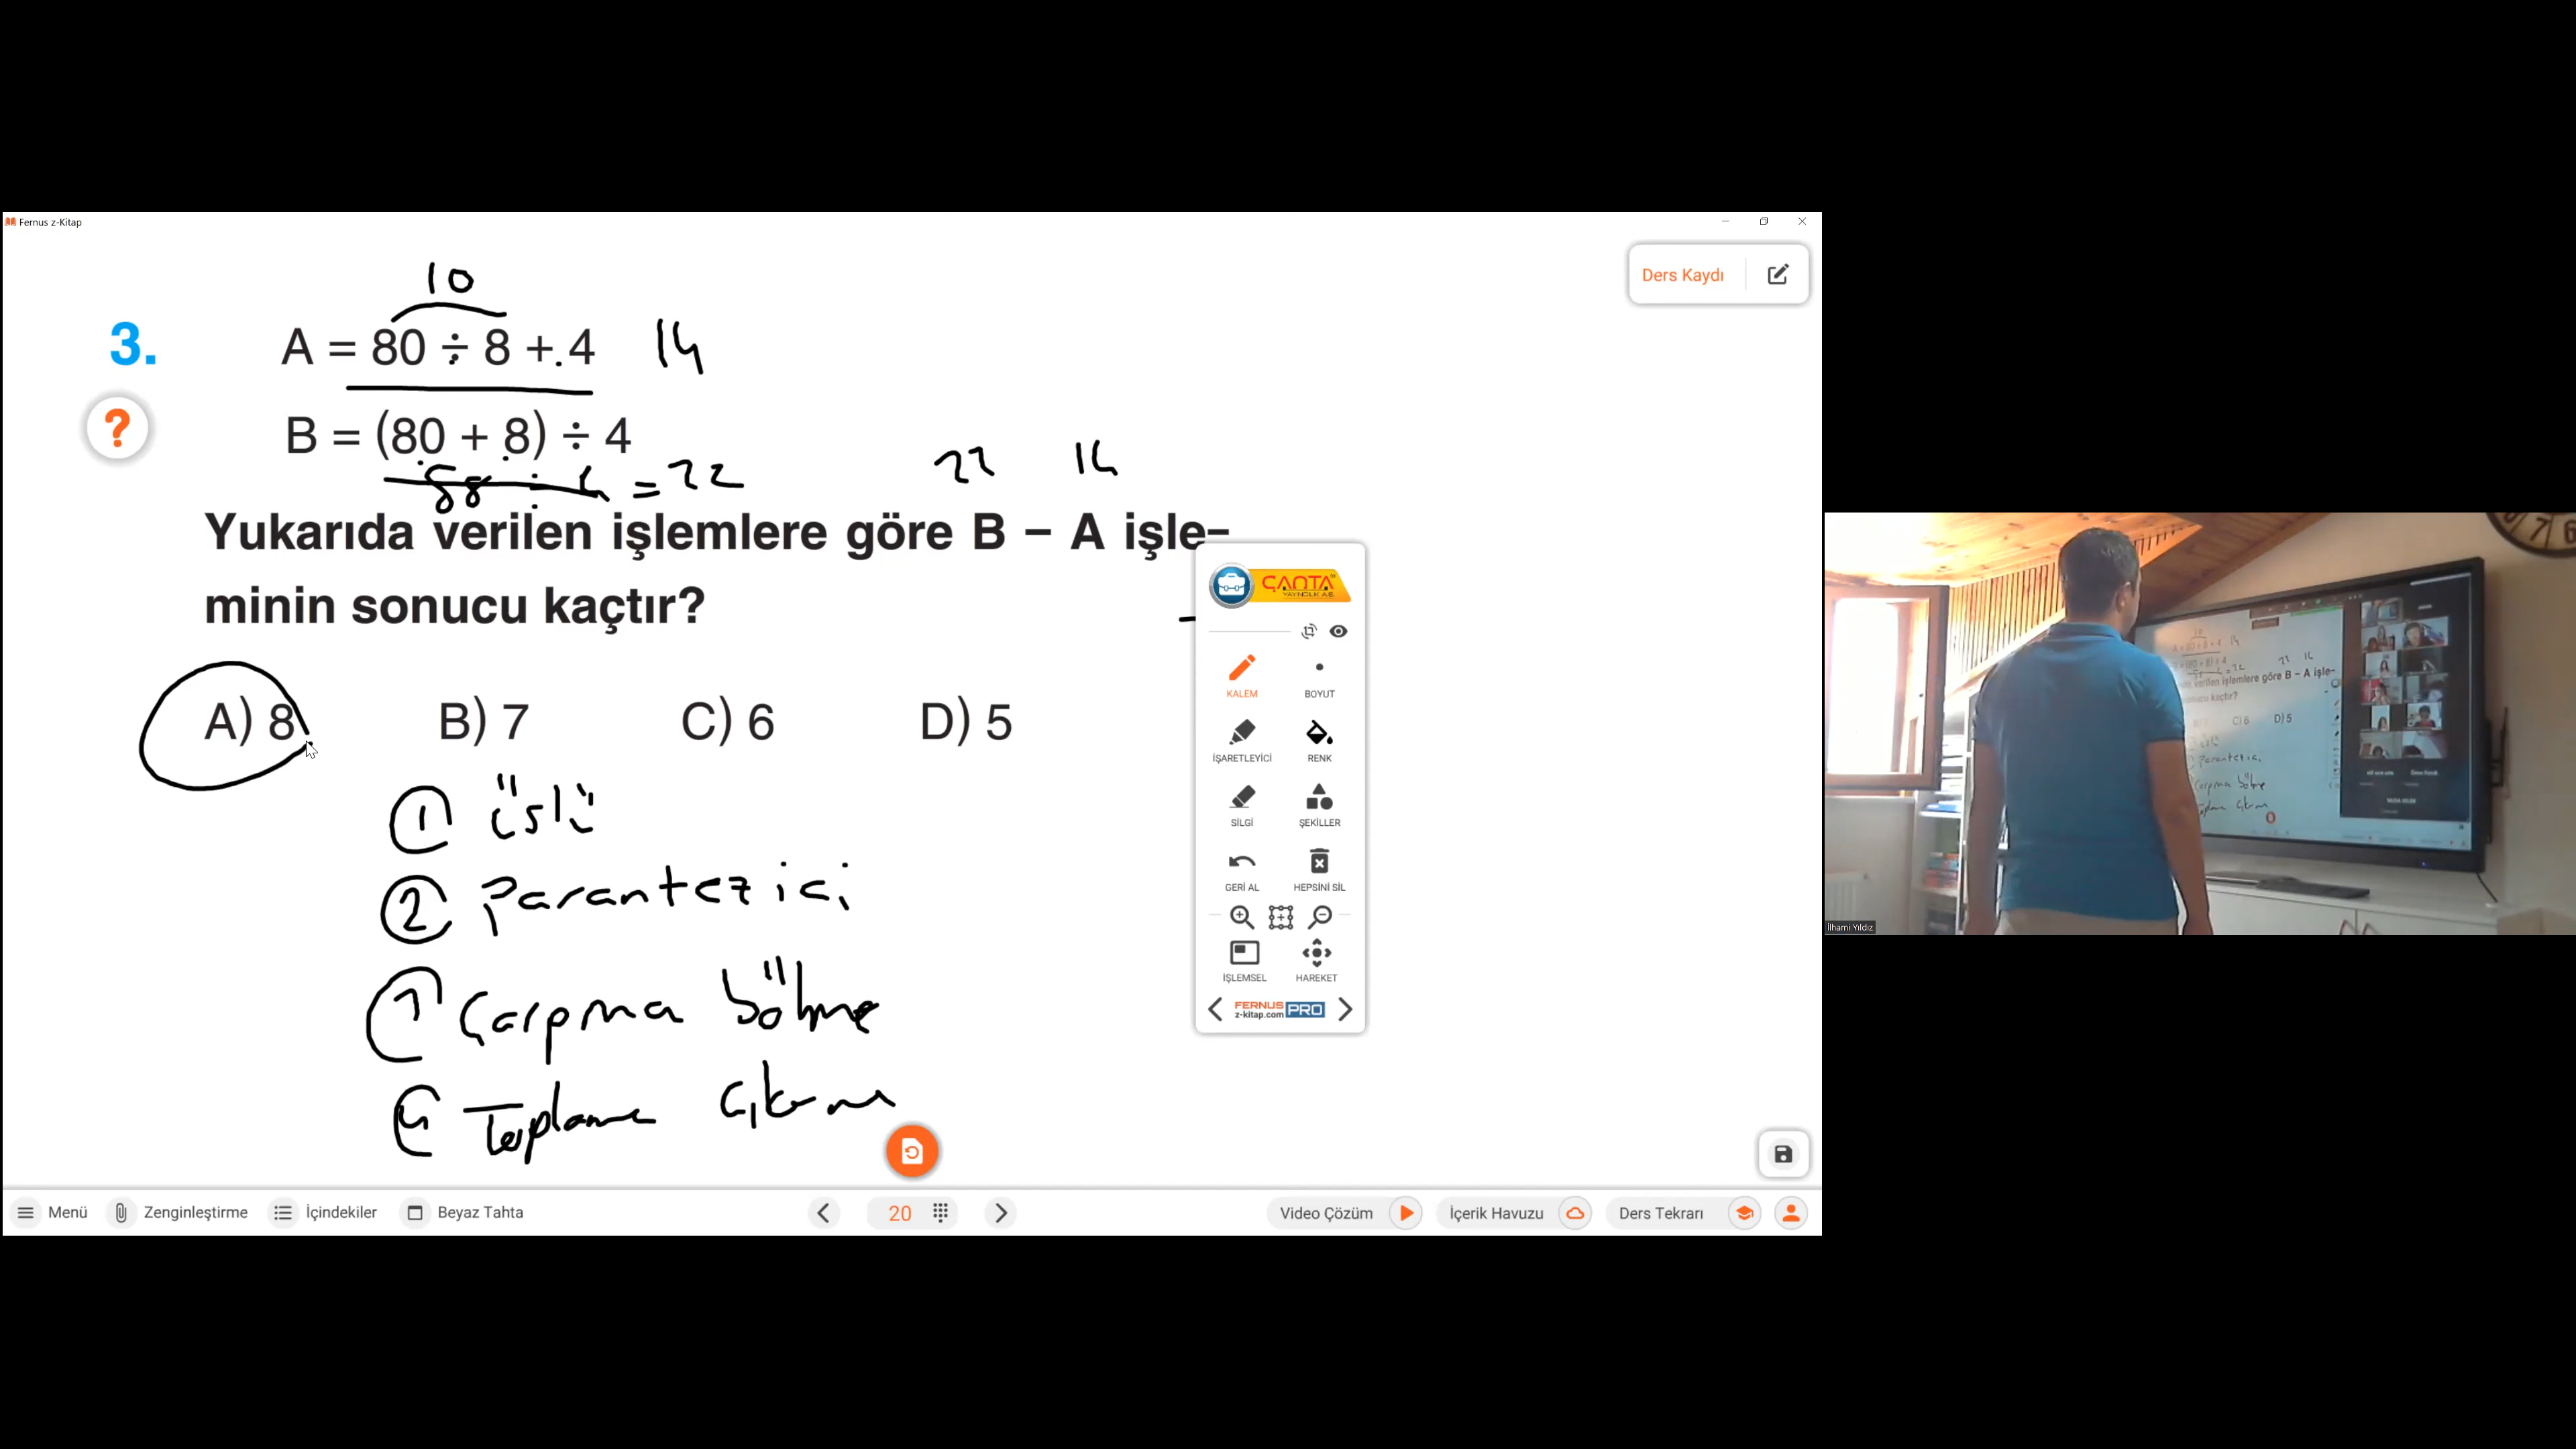 Fernus z-Kitap
Ders Kaydı
10
3. A = 80 ÷ 8 + 4 14
B = (80 + 8) ÷ 4
88 ÷ 4 = 22
22 14
Yukarıda verilen işlemlere göre B – A işle–
minin sonucu kaçtır?
A) 8 B) 7 C) 6 D) 5
1 üslü
2 Parantez içi
3 Çarpma bölme
4 Toplama çıkarma
ÇANTA
YAYINCILIK A.Ş.
KALEM BOYUT
İŞARETLEYİCİ RENK
SİLGİ ŞEKİLLER
GERİ AL HEPSİNİ SİL
İŞLEMSEL HAREKET
FERNUS PRO
z-kitap.com
Menü Zenginleştirme İçindekiler Beyaz Tahta 20 Video Çözüm İçerik Havuzu Ders Tekrarı
İlhami Yıldız